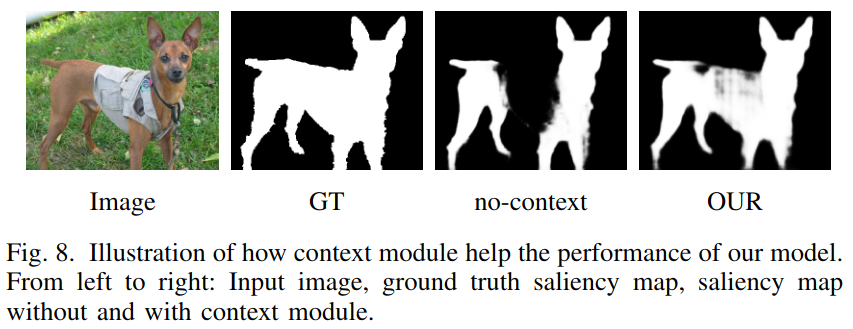 Image GT no-context OUR
Fig. 8. Illustration of how context module help the performance of our model.
From left to right: Input image, ground truth saliency map, saliency map
without and with context module.